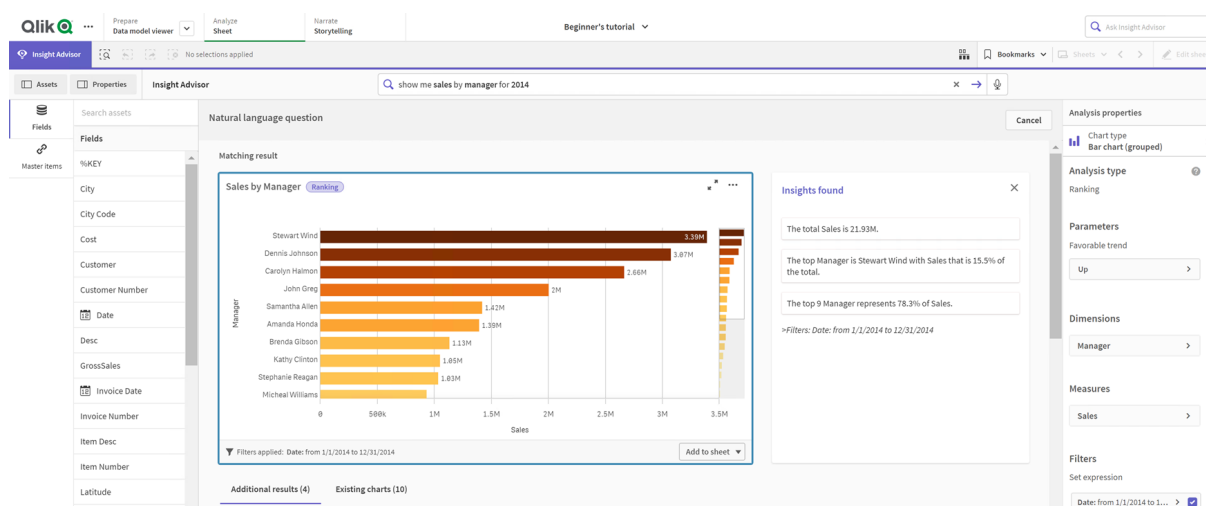 Qlik
Prepare
Data model viewer
Analyze
Sheet
Narrate
Storytelling
Beginner's tutorial
Ask Insight Advisor
Insight Advisor
No selections applied
Bookmarks
Sheets
Edit shee
Assets
Properties
Insight Advisor
show me sales by manager for 2014
Fields
Master items
Search assets
Fields
%KEY
City
City Code
Cost
Customer
Customer Number
Date
Desc
GrossSales
Invoice Date
Invoice Number
Item Desc
Item Number
Latitude
Natural language question
Cancel
Matching result
Sales by Manager
Ranking
Manager
Stewart Wind 3.39M
Dennis Johnson 3.07M
Carolyn Halmon 2.66M
John Greg 2M
Samantha Allen 1.42M
Amanda Honda 1.39M
Brenda Gibson 1.13M
Kathy Clinton 1.05M
Stephanie Reagan 1.03M
Micheal Williams
0 500k 1M 1.5M 2M 2.5M 3M 3.5M
Sales
Filters applied: Date: from 1/1/2014 to 12/31/2014
Add to sheet
Additional results (4)
Existing charts (10)
Insights found
The total Sales is 21.93M.
The top Manager is Stewart Wind with Sales that is 15.5% of
the total.
The top 9 Manager represents 78.3% of Sales.
>Filters: Date: from 1/1/2014 to 12/31/2014
Analysis properties
Chart type
Bar chart (grouped)
Analysis type
Ranking
Parameters
Favorable trend
Up
Dimensions
Manager
Measures
Sales
Filters
Set expression
Date: from 1/1/2014 to 1...